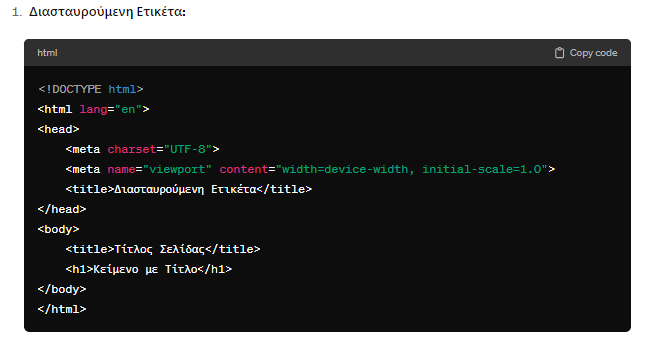 1. Διασταυρούμενη Ετικέτα:
html
Copy code
<!DOCTYPE html>
<html lang="en">
<head>
    <meta charset="UTF-8">
    <meta name="viewport" content="width=device-width, initial-scale=1.0">
    <title>Διασταυρούμενη Ετικέτα</title>
</head>
<body>
    <title>Τίτλος Σελίδας</title>
    <h1>Κείμενο με Τίτλο</h1>
</body>
</html>